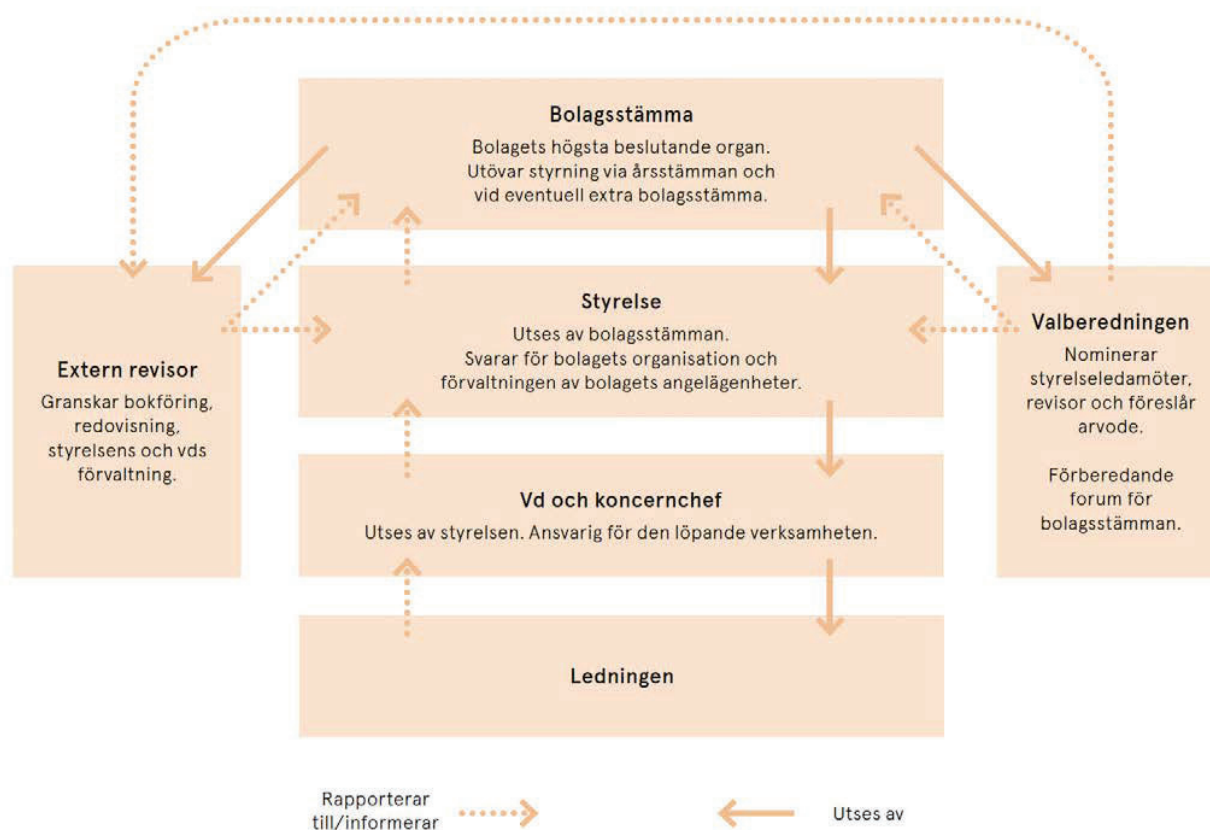 Bolagsstämma
Bolagets högsta beslutande organ.
Utövar styrning via årsstämman och
vid eventuell extra bolagsstämma.
Styrelse
Utses av bolagsstämman.
Svarar för bolagets organisation och
förvaltningen av bolagets angelägenheter.
Extern revisor
Granskar bokföring,
redovisning,
styrelsens och vds
förvaltning.
Valberedningen
Nominerar
styrelseledamöter,
revisor och föreslår
arvode.
Förberedande
forum för
bolagsstämman.
Vd och koncernchef
Utses av styrelsen. Ansvarig för den löpande verksamheten.
Ledningen
Rapporterar
till/informerar
Utses av